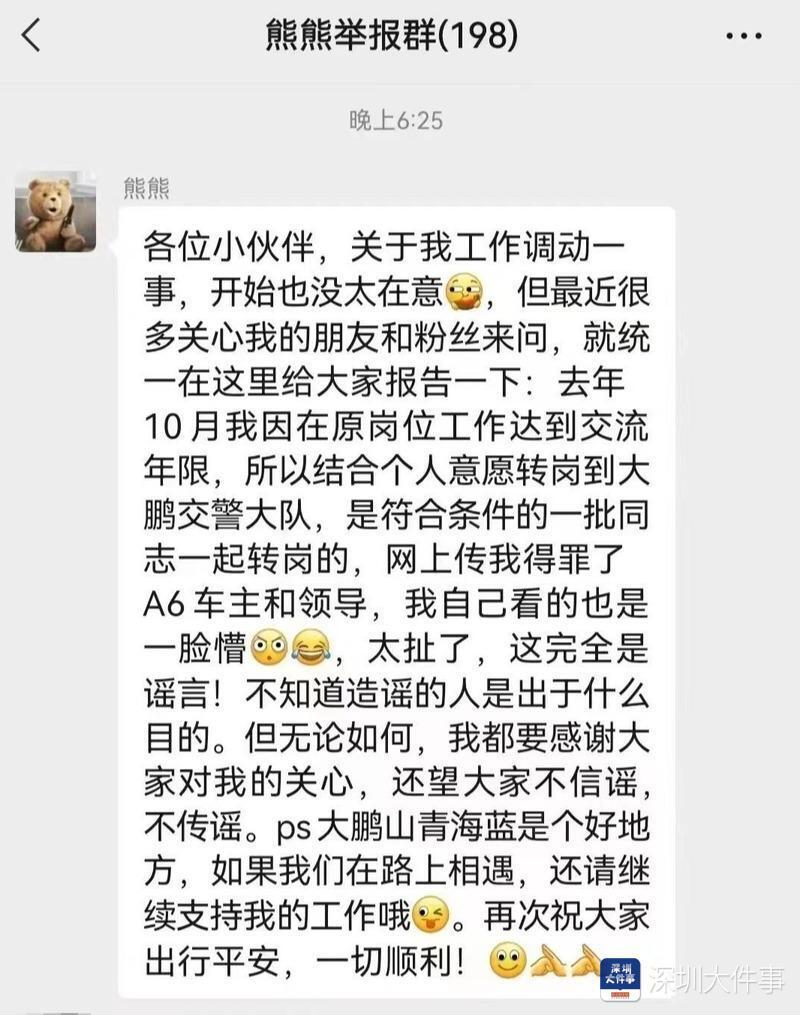 熊熊举报群(198)
晚上6:25
熊熊
各位小伙伴，关于我工作调动一
事，开始也没太在意，但最近很
多关心我的朋友和粉丝来问，就统
一在这里给大家报告一下：去年
10月我因在原岗位工作达到交流
年限，所以结合个人意愿转岗到大
鹏交警大队，是符合条件的一批同
志一起转岗的，网上传我得罪了
A6车主和领导，我自己看的也是
一脸懵，太扯了，这完全是
谣言！不知道造谣的人是出于什么
目的。但无论如何，我都要感谢大
家对我的关心，还望大家不信谣，
不传谣。ps大鹏山青海蓝是个好地
方，如果我们在路上相遇，还请继
续支持我的工作哦。再次祝大家
出行平安，一切顺利！
深圳
大件事
深圳大件事